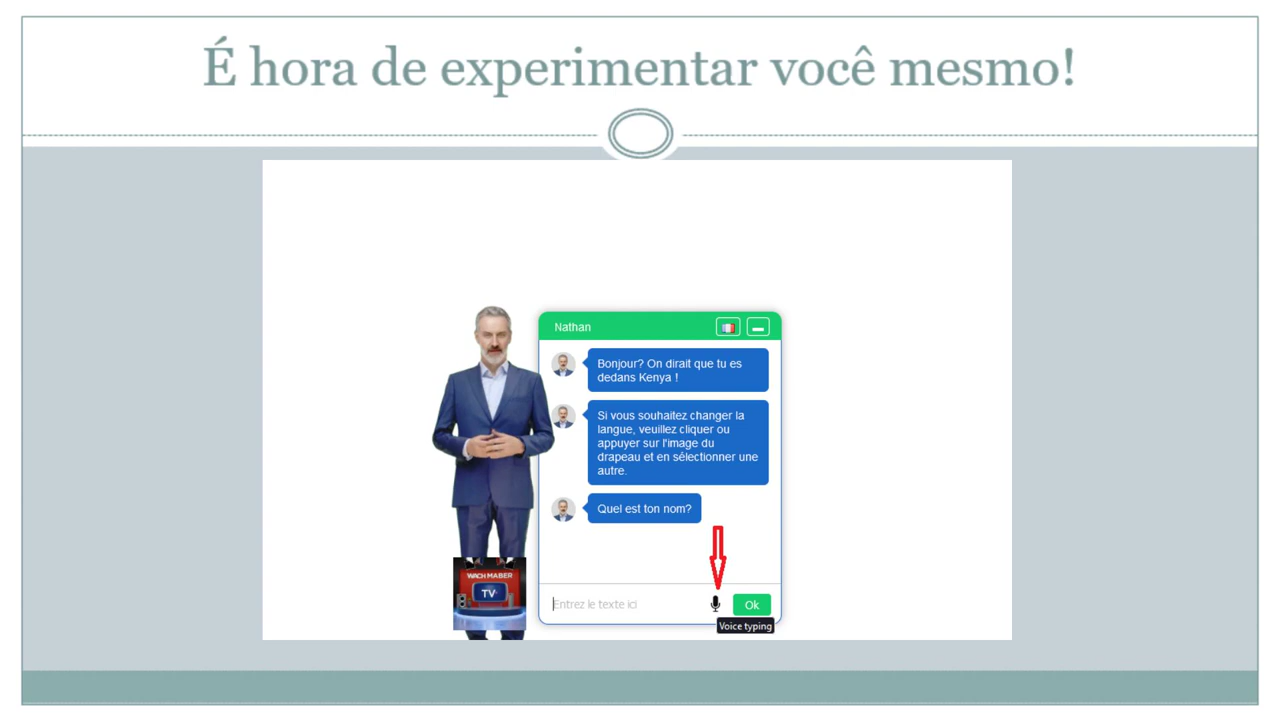 É hora de experimentar você mesmo!
Nathan
Bonjour? On dirait que tu es
dedans Kenya !
Si vous souhaitez changer la
langue, veuillez cliquer ou
appuyer sur l'image du
drapeau et en sélectionner une
autre.
Quel est ton nom?
WACH MABER
TV
Entrez le texte ici
Ok
Voice typing